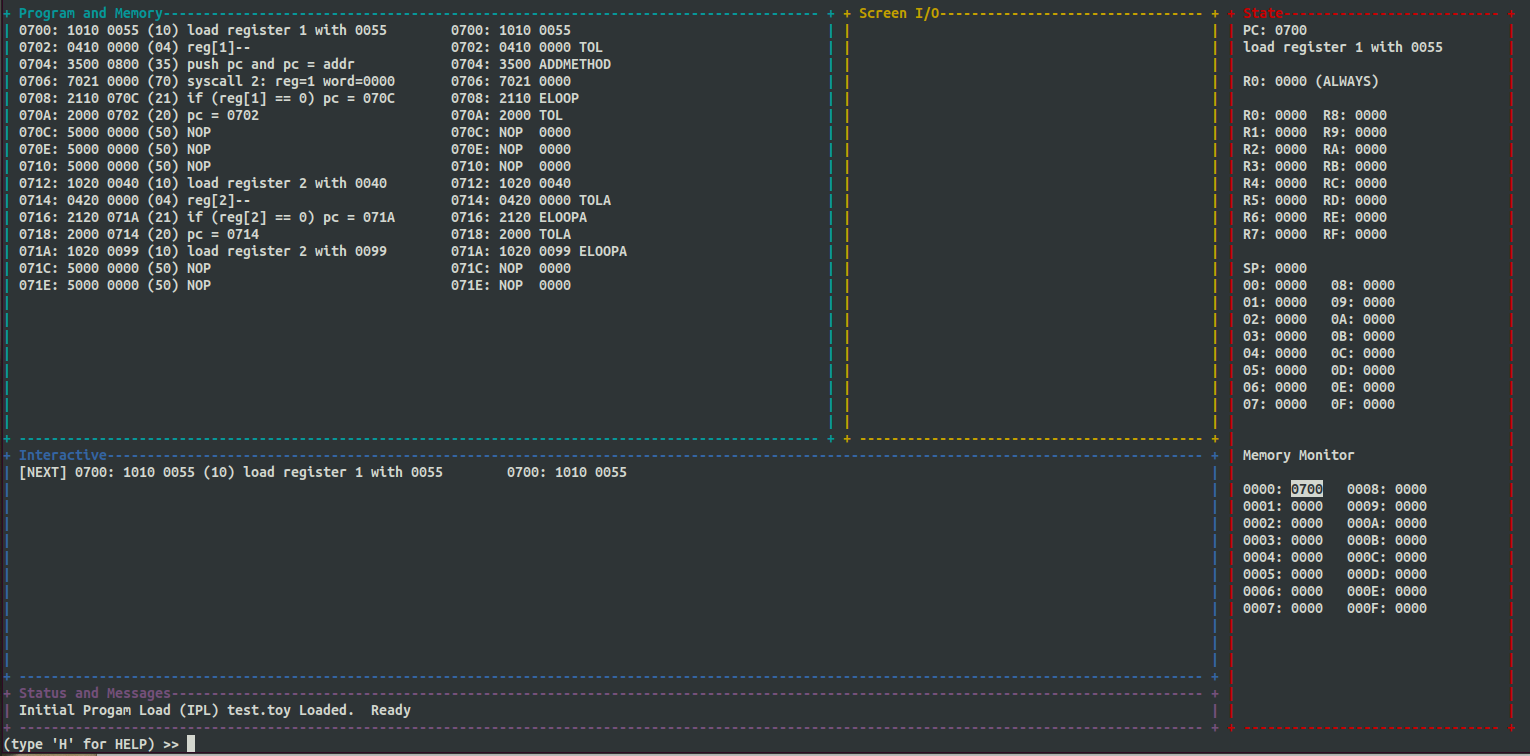 Program and Memory
0700: 1010 0055 (10) load register 1 with 0055 0700: 1010 0055
0702: 0410 0000 (04) reg[1]-- 0702: 0410 0000 TOL
0704: 3500 0800 (35) push pc and pc = addr 0704: 3500 ADDMETHOD
0706: 7021 0000 (70) syscall 2: reg=1 word=0000 0706: 7021 0000
0708: 2110 070C (21) if (reg[1] == 0) pc = 070C 0708: 2110 ELOOP
070A: 2000 0702 (20) pc = 0702 070A: 2000 TOL
070C: 5000 0000 (50) NOP 070C: NOP 0000
070E: 5000 0000 (50) NOP 070E: NOP 0000
0710: 5000 0000 (50) NOP 0710: NOP 0000
0712: 1020 0040 (10) load register 2 with 0040 0712: 1020 0040
0714: 0420 0000 (04) reg[2]-- 0714: 0420 0000 TOLA
0716: 2120 071A (21) if (reg[2] == 0) pc = 071A 0716: 2120 ELOOPA
0718: 2000 0714 (20) pc = 0714 0718: 2000 TOLA
071A: 1020 0099 (10) load register 2 with 0099 071A: 1020 0099 ELOOPA
071C: 5000 0000 (50) NOP 071C: NOP 0000
071E: 5000 0000 (50) NOP 071E: NOP 0000
Screen I/O
State
PC: 0700
load register 1 with 0055
R0: 0000 (ALWAYS)
R0: 0000 R8: 0000
R1: 0000 R9: 0000
R2: 0000 RA: 0000
R3: 0000 RB: 0000
R4: 0000 RC: 0000
R5: 0000 RD: 0000
R6: 0000 RE: 0000
R7: 0000 RF: 0000
SP: 0000
00: 0000 08: 0000
01: 0000 09: 0000
02: 0000 0A: 0000
03: 0000 0B: 0000
04: 0000 0C: 0000
05: 0000 0D: 0000
06: 0000 0E: 0000
07: 0000 0F: 0000
Memory Monitor
0000: 0700 0008: 0000
0001: 0000 0009: 0000
0002: 0000 000A: 0000
0003: 0000 000B: 0000
0004: 0000 000C: 0000
0005: 0000 000D: 0000
0006: 0000 000E: 0000
0007: 0000 000F: 0000
Interactive
[NEXT] 0700: 1010 0055 (10) load register 1 with 0055 0700: 1010 0055
Status and Messages
Initial Progam Load (IPL) test.toy Loaded. Ready
(type 'H' for HELP) >>